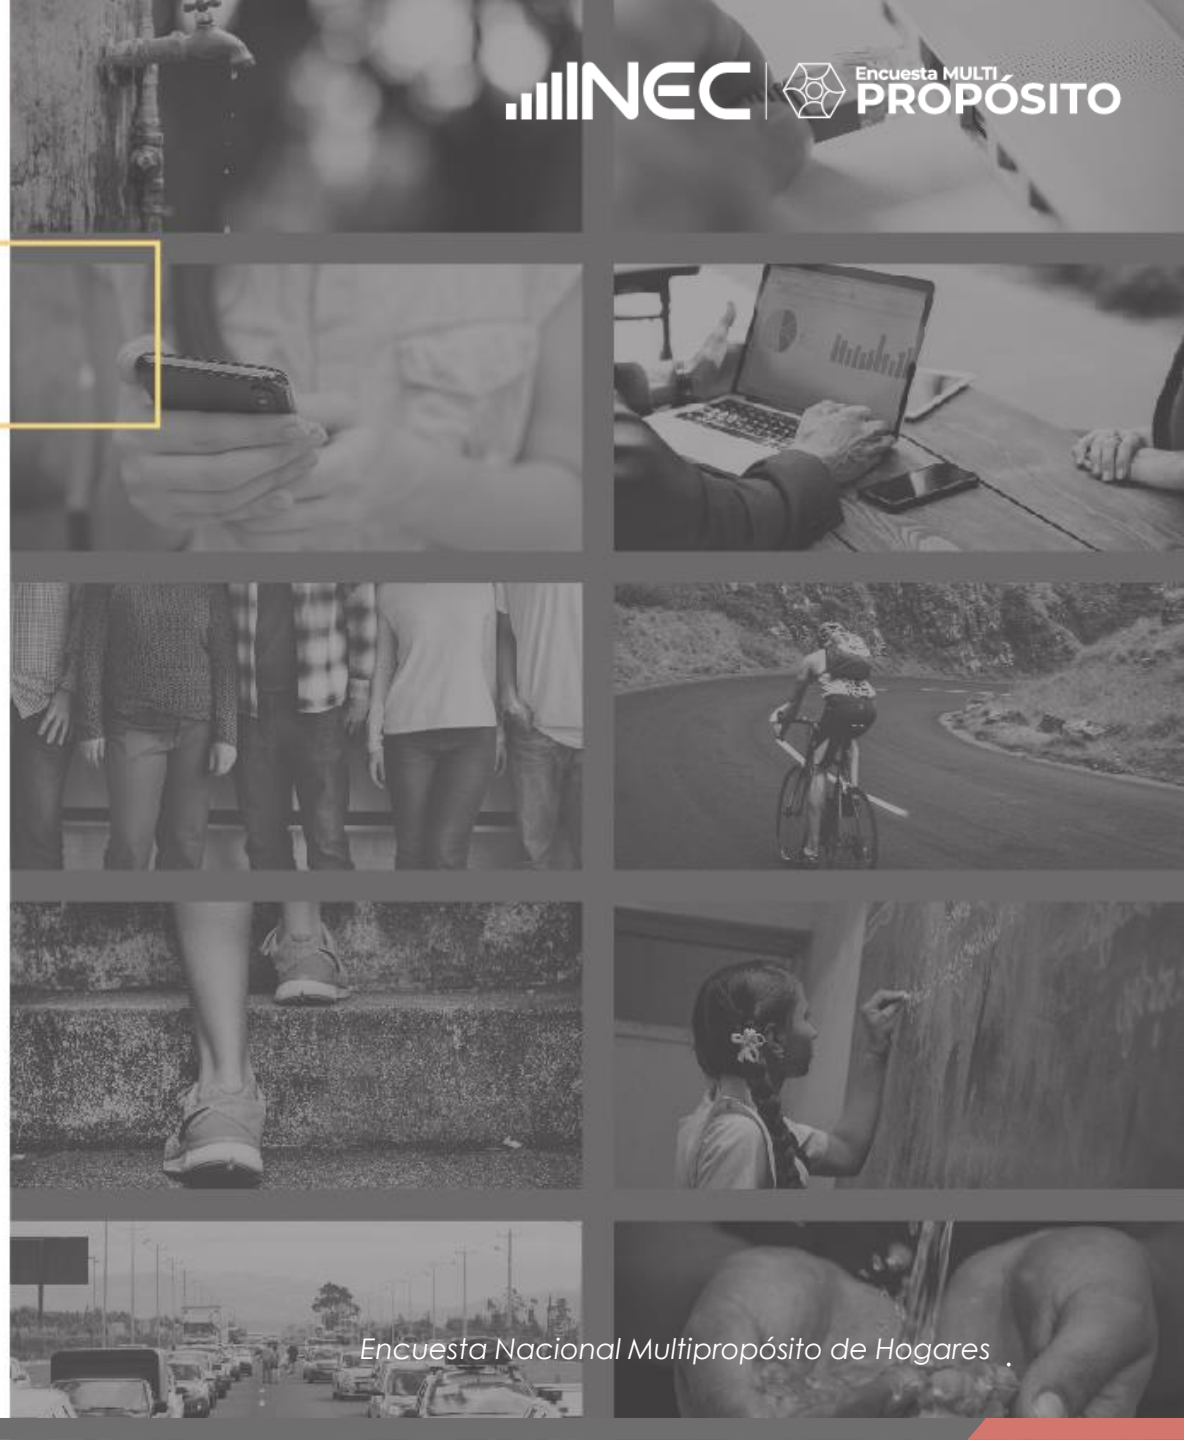 INEC
Encuesta MULTI
PROPÓSITO
Encuesta Nacional Multipropósito de Hogares .